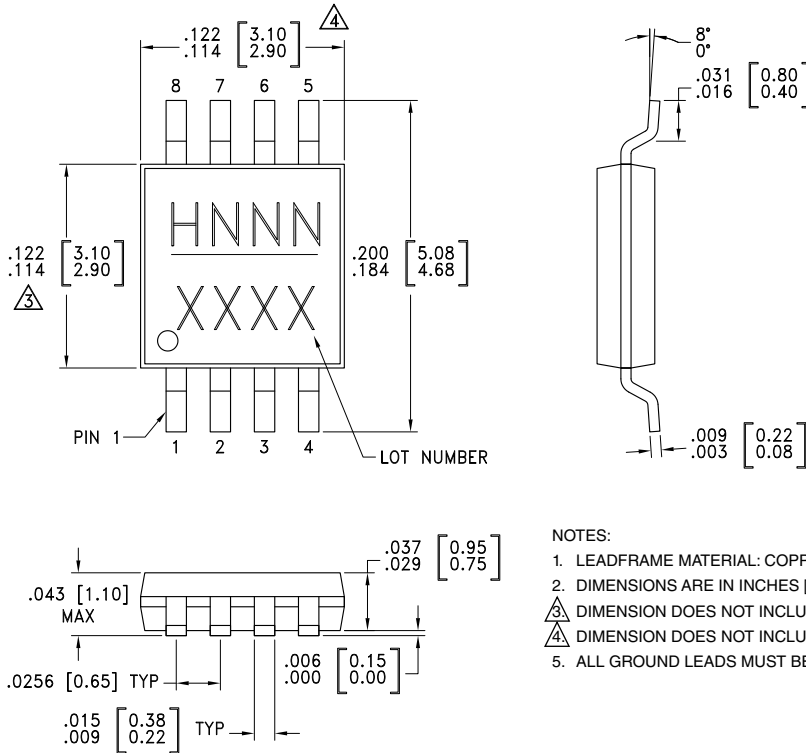 4
.122 [3.10]
.114 [2.90]
8 7 6 5
HNNN
XXXX
.122 [3.10]
.114 [2.90]
3
.200 [5.08]
.184 [4.68]
PIN 1
1 2 3 4
LOT NUMBER
8°
0°
.031 [0.80]
.016 [0.40]
.009 [0.22]
.003 [0.08]
.037 [0.95]
.029 [0.75]
.043 [1.10]
MAX
.0256 [0.65] TYP
.006 [0.15]
.000 [0.00]
.015 [0.38]
.009 [0.22]
TYP
NOTES:
1. LEADFRAME MATERIAL: COPP
2. DIMENSIONS ARE IN INCHES [
3. DIMENSION DOES NOT INCLU
4. DIMENSION DOES NOT INCLU
5. ALL GROUND LEADS MUST BE